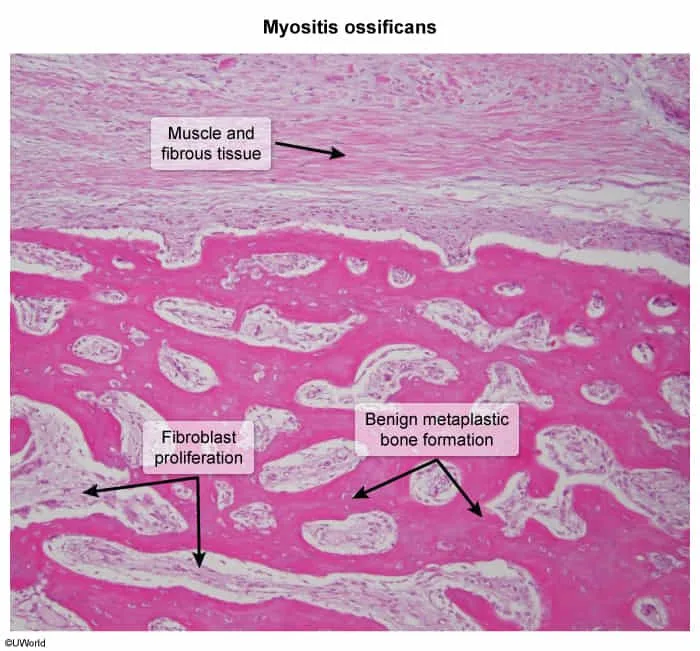 Myositis ossificans
Muscle and
fibrous tissue
Benign metaplastic
bone formation
Fibroblast
proliferation
©UWorld